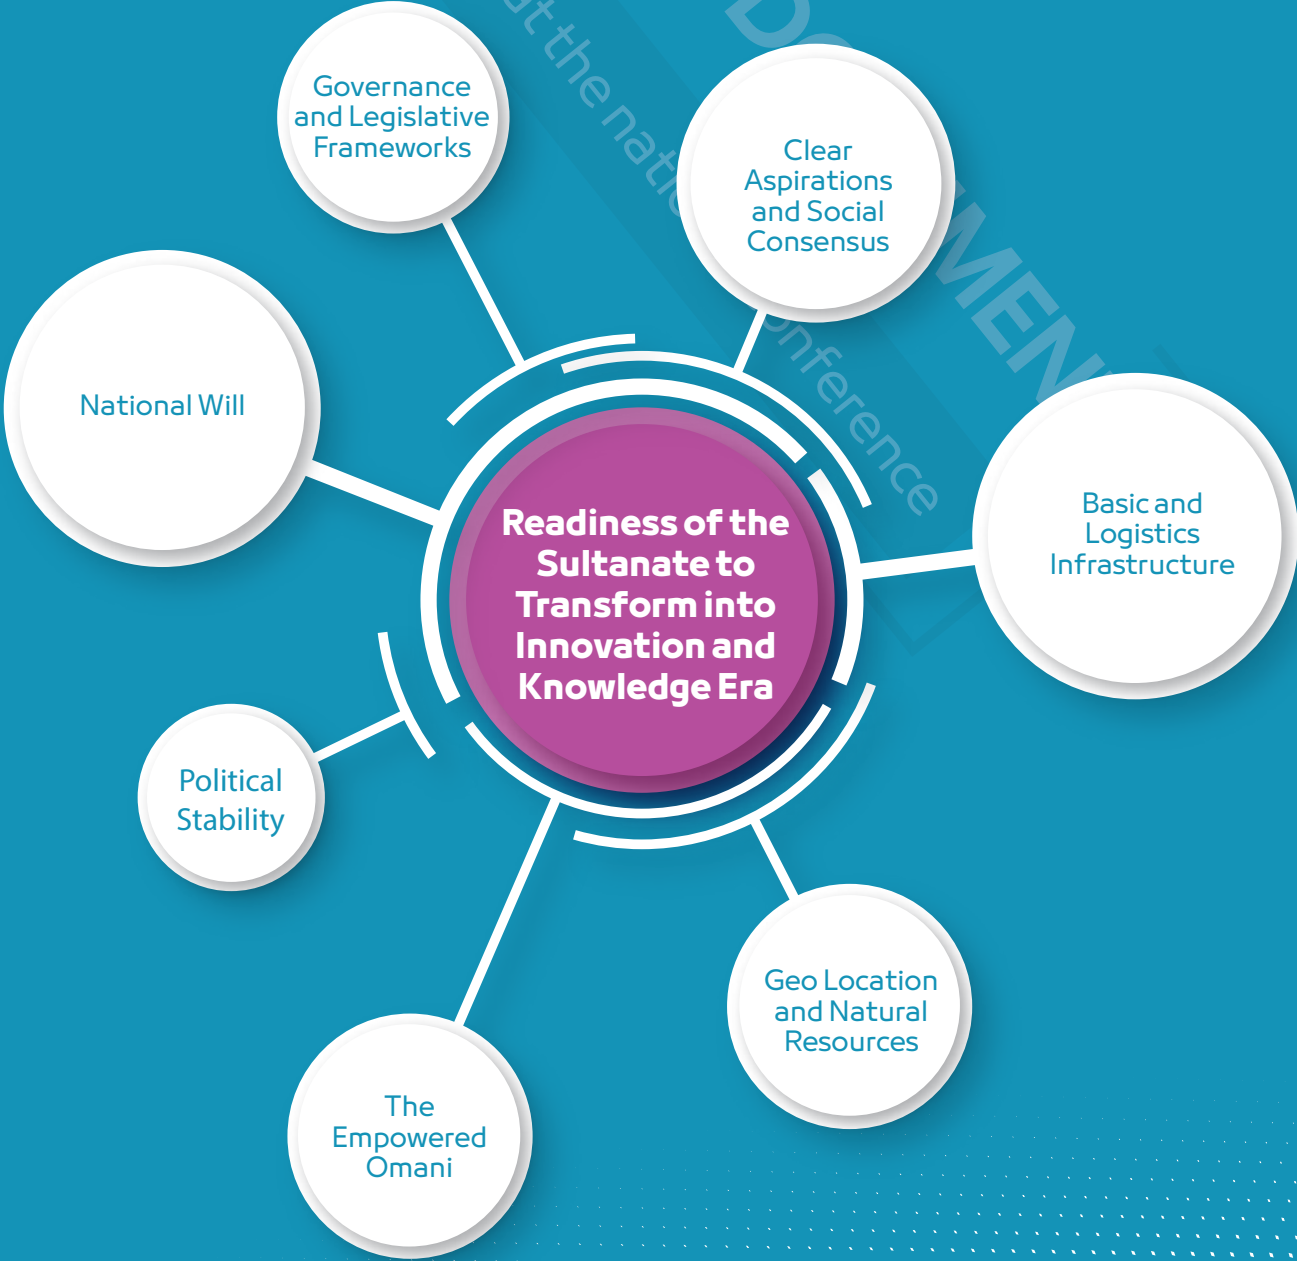 Governance
and Legislative
Frameworks
Clear
Aspirations
and Social
Consensus
National Will
Basic and
Logistics
Infrastructure
Readiness of the
Sultanate to
Transform into
Innovation and
Knowledge Era
Political
Stability
Geo Location
and Natural
Resources
The
Empowered
Omani
the